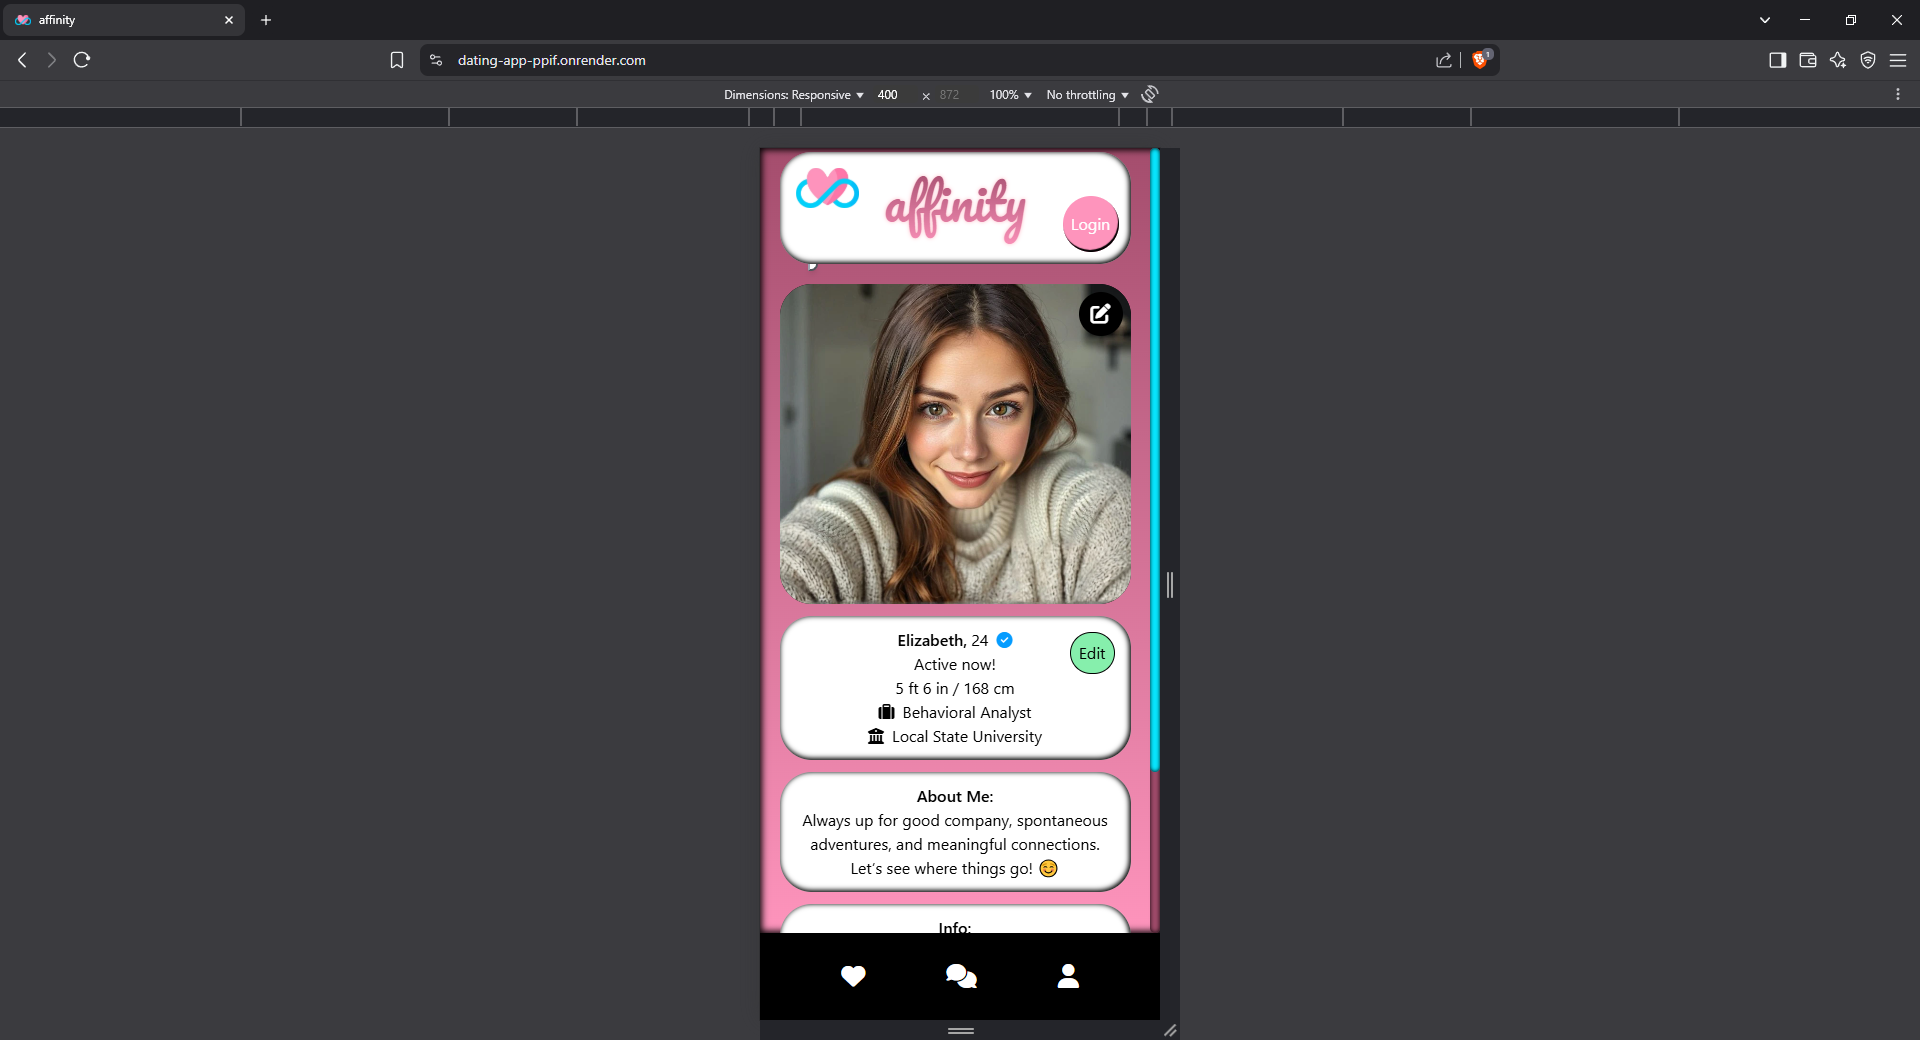 affinity
dating-app-ppif.onrender.com
1
Dimensions: Responsive 400 × 872 100% No throttling
affinity
Login
Elizabeth, 24
Edit
Active now!
5 ft 6 in / 168 cm
Behavioral Analyst
Local State University
About Me:
Always up for good company, spontaneous
adventures, and meaningful connections.
Let's see where things go! 😊
Info: